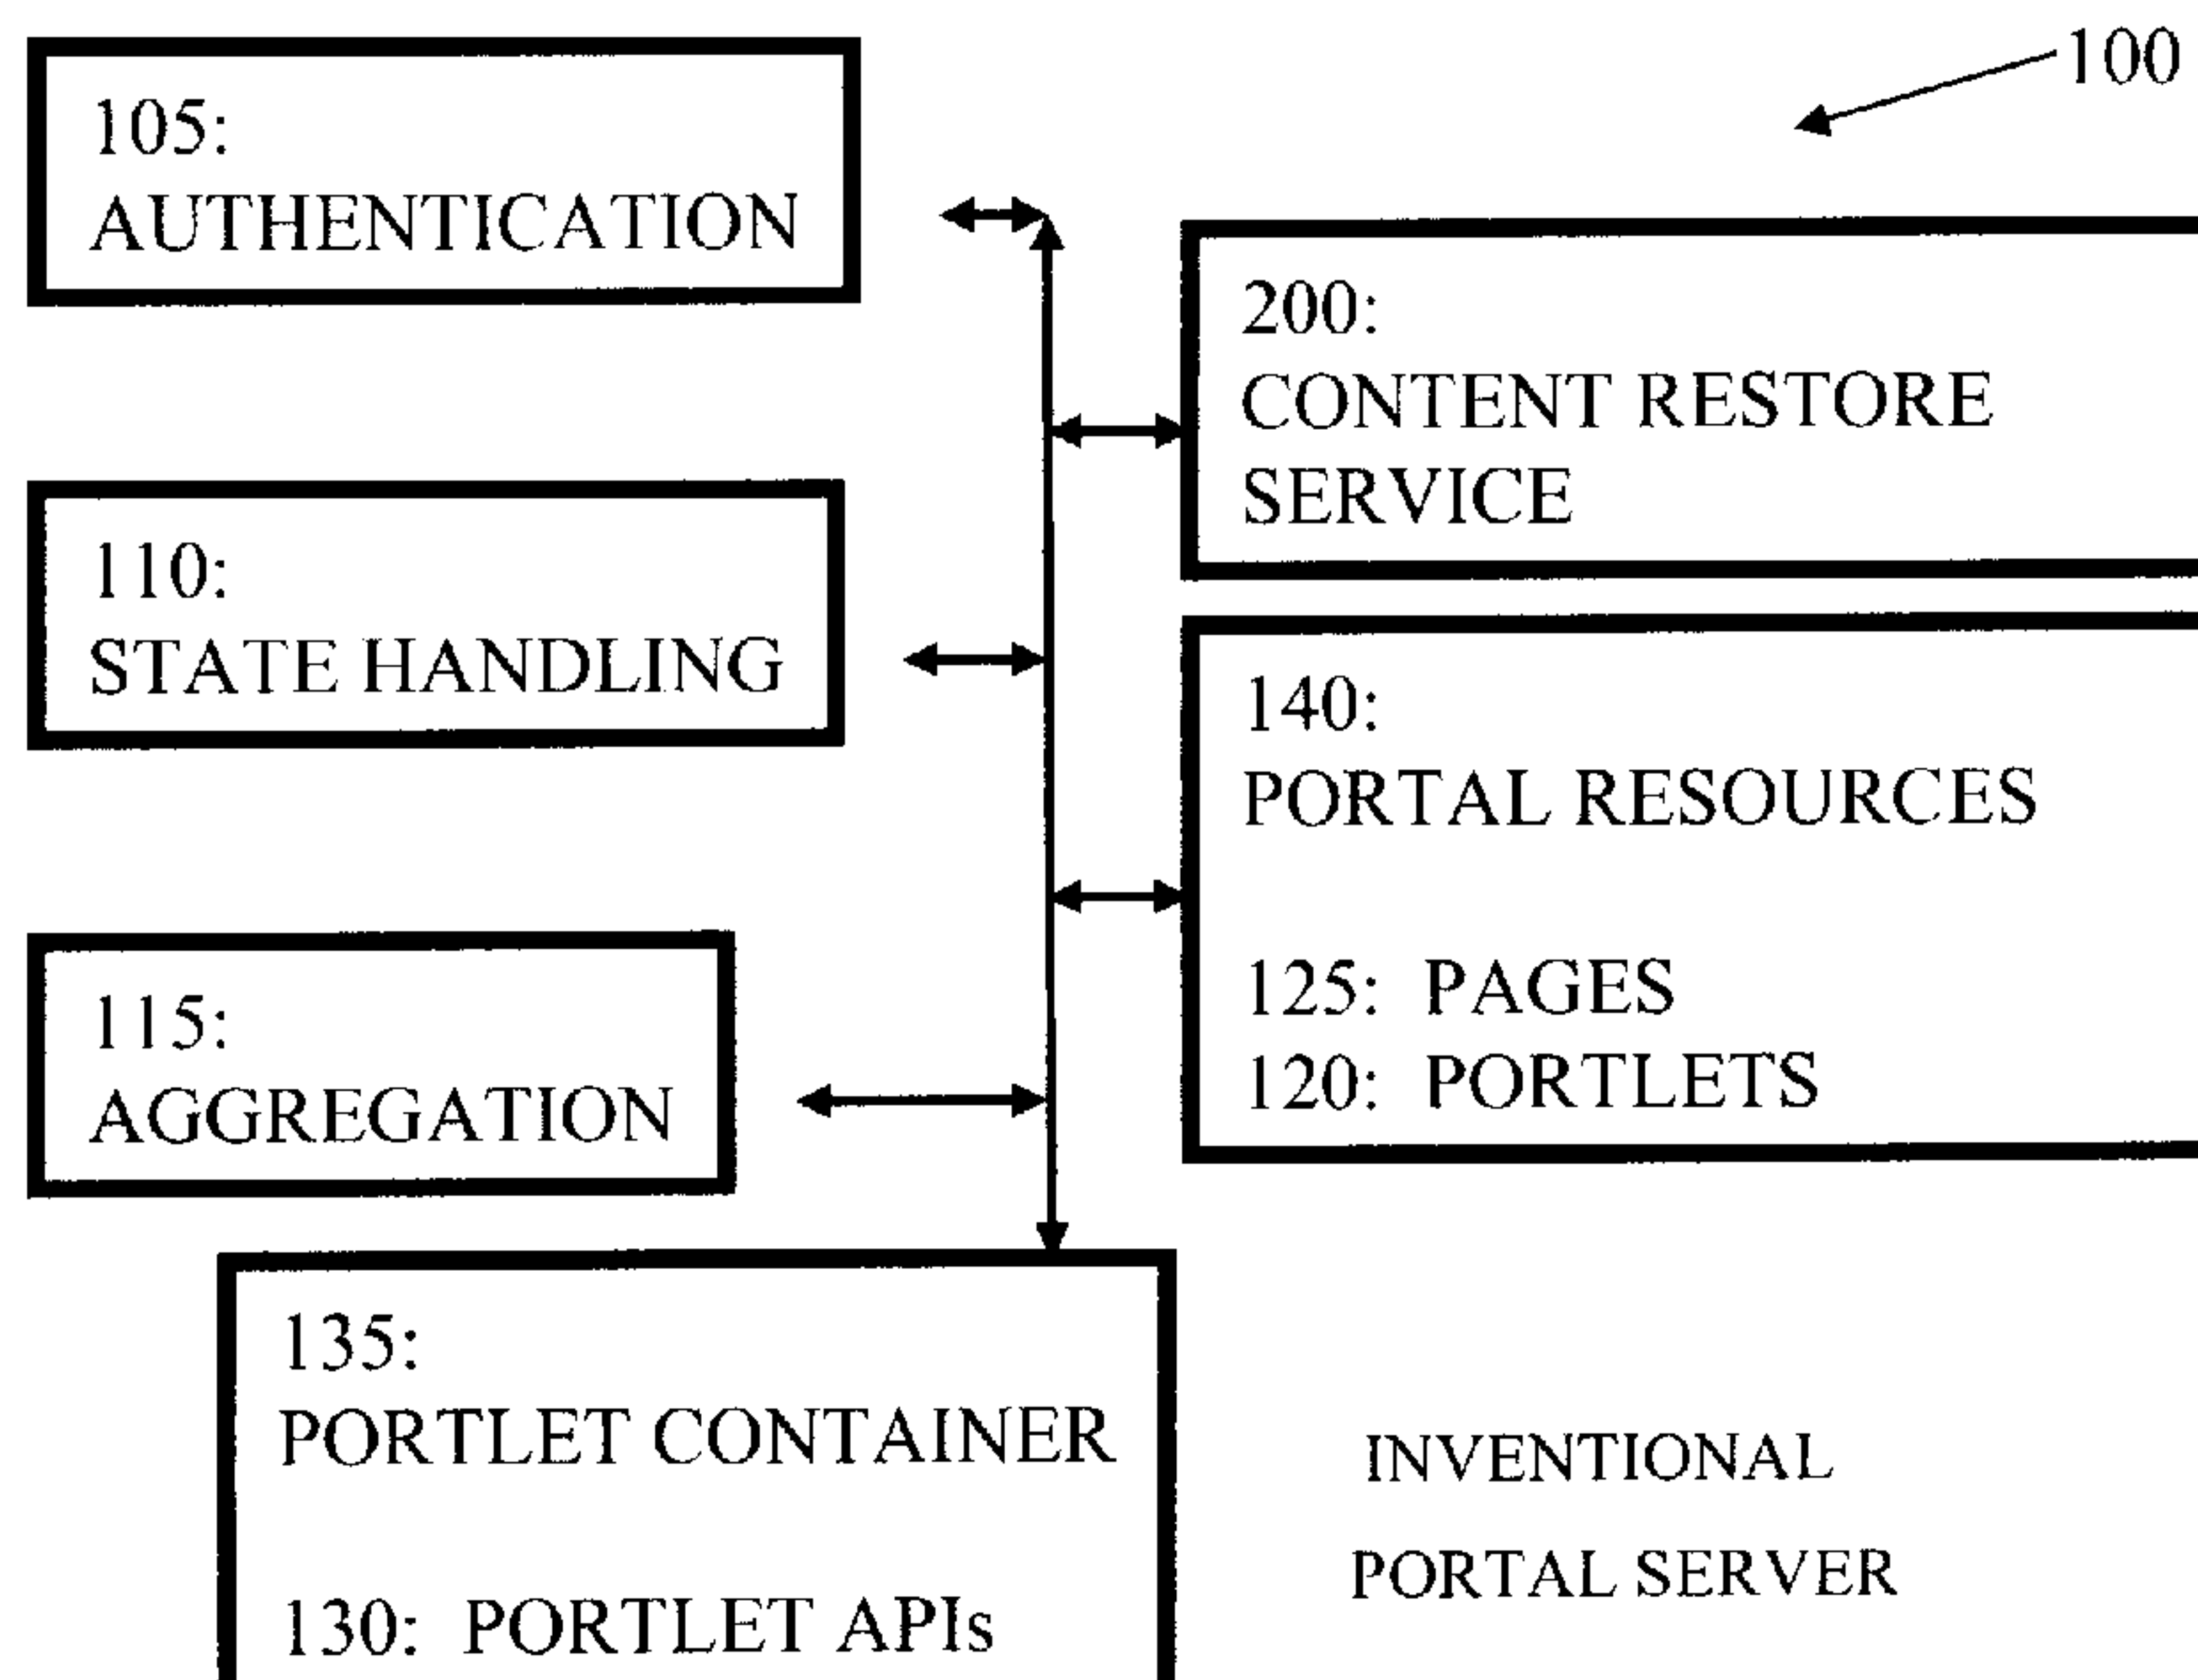 100
105:
AUTHENTICATION
200:
CONTENT RESTORE
SERVICE
110:
STATE HANDLING
140:
PORTAL RESOURCES
125: PAGES
120: PORTLETS
115:
AGGREGATION
135:
PORTLET CONTAINER
130: PORTLET APIs
INVENTIONAL
PORTAL SERVER